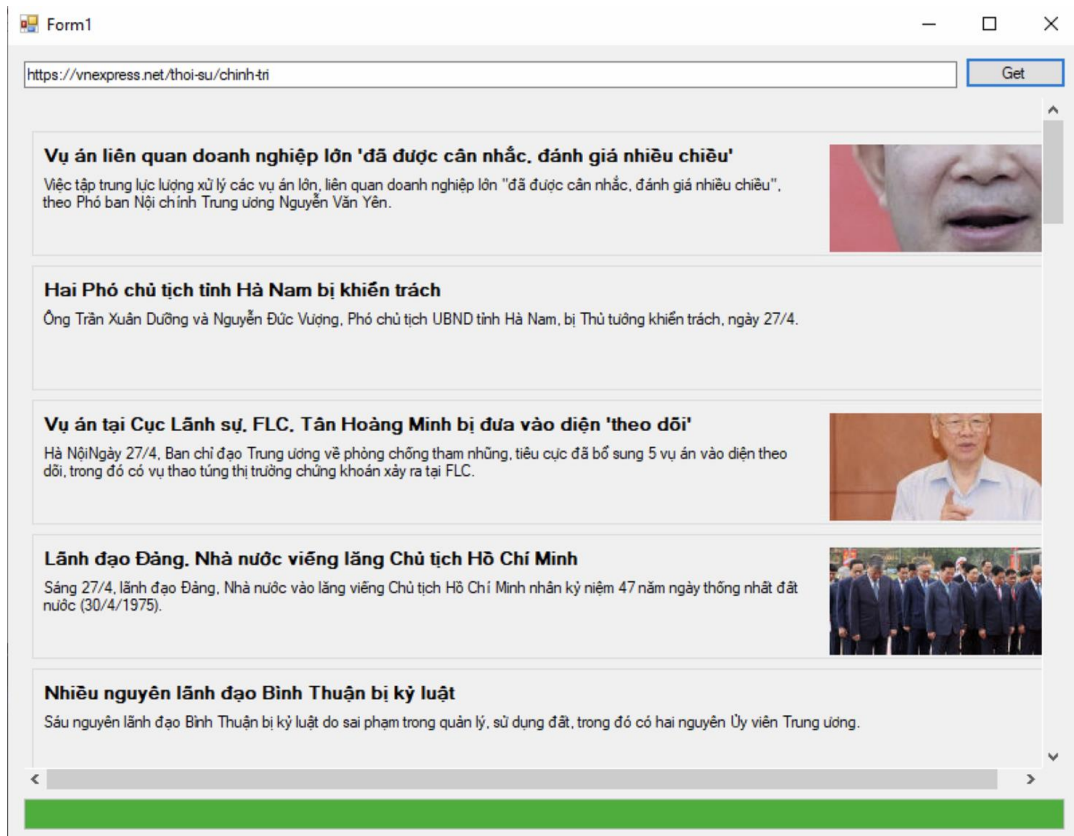 Form1
https://vnexpress.net/thoi-su/chinh-tri
Get
Vụ án liên quan doanh nghiệp lớn 'đã được cân nhắc, đánh giá nhiều chiều'
Việc tập trung lực lượng xử lý các vụ án lớn, liên quan doanh nghiệp lớn "đã được cân nhắc, đánh giá nhiều chiều",
theo Phó ban Nội chính Trung ương Nguyễn Văn Yên.
Hai Phó chủ tịch tỉnh Hà Nam bị khiển trách
Ông Trần Xuân Dưỡng và Nguyễn Đức Vượng, Phó chủ tịch UBND tỉnh Hà Nam, bị Thủ tướng khiển trách, ngày 27/4.
Vụ án tại Cục Lãnh sự, FLC, Tân Hoàng Minh bị đưa vào diện 'theo dõi'
Hà NộiNgày 27/4, Ban chỉ đạo Trung ương về phòng chống tham nhũng, tiêu cực đã bổ sung 5 vụ án vào diện theo
dõi, trong đó có vụ thao túng thị trường chứng khoán xảy ra tại FLC.
Lãnh đạo Đảng, Nhà nước viếng lăng Chủ tịch Hồ Chí Minh
Sáng 27/4, lãnh đạo Đảng, Nhà nước vào lăng viếng Chủ tịch Hồ Chí Minh nhân kỷ niệm 47 năm ngày thống nhất đất
nước (30/4/1975).
Nhiều nguyên lãnh đạo Bình Thuận bị kỷ luật
Sáu nguyên lãnh đạo Bình Thuận bị kỷ luật do sai phạm trong quản lý, sử dụng đất, trong đó có hai nguyên Ủy viên Trung ương.